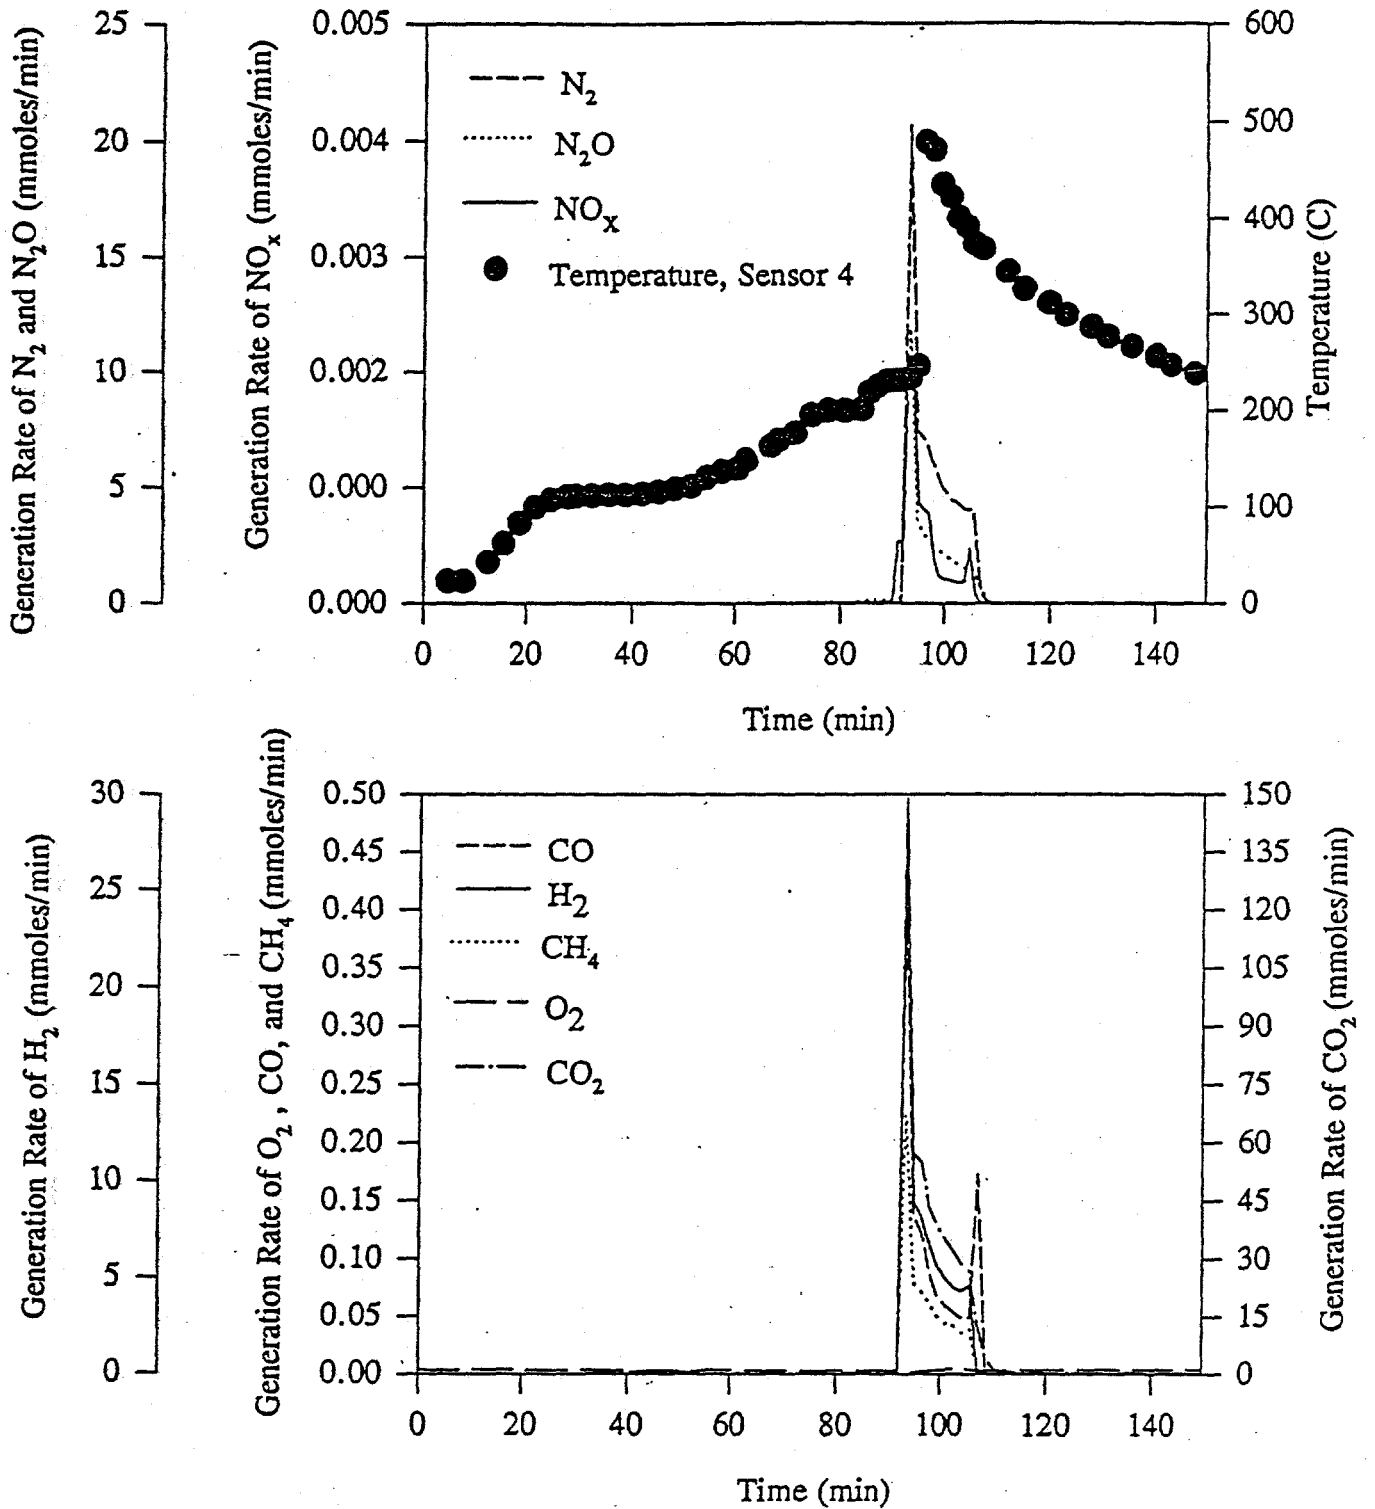 Generation Rate of N2 and N2O (mmoles/min)
25
20
15
10
5
0
Generation Rate of NOx (mmoles/min)
0.005
0.004
0.003
0.002
0.000
0.000
N2
N2O
NOx
Temperature, Sensor 4
600
500
400
300
200
100
0
Temperature (C)
0 20 40 60 80 100 120 140
Time (min)
Generation Rate of H2 (mmoles/min)
30
25
20
15
10
5
0
Generation Rate of O2 , CO, and CH4 (mmoles/min)
0.50
0.45
0.40
0.35
0.30
0.25
0.20
0.15
0.10
0.05
0.00
CO
H2
CH4
O2
CO2
150
135
120
105
90
75
60
45
30
15
0
Generation Rate of CO2 (mmoles/min)
0 20 40 60 80 100 120 140
Time (min)